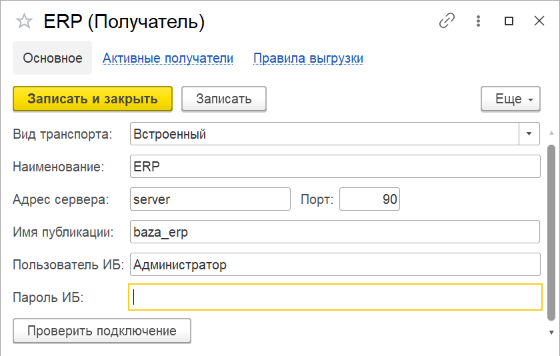 ERP (Получатель)
Основное Активные получатели Правила выгрузки
Записать и закрыть Записать Еще
Вид транспорта: Встроенный
Наименование: ERP
Адрес сервера: server Порт: 90
Имя публикации: baza_erp
Пользователь ИБ: Администратор
Пароль ИБ:
Проверить подключение